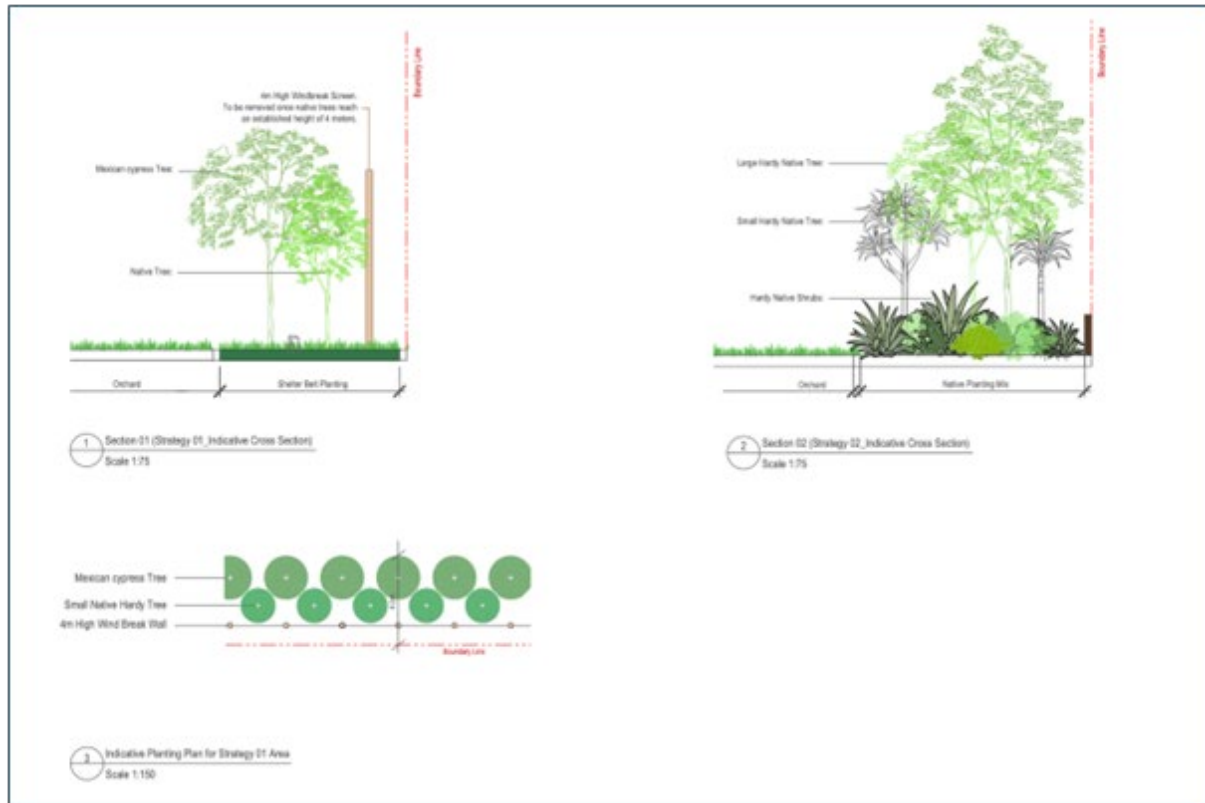 4m High Windbreak Screen.
To be removed once native trees reach
an established height of 4 meters.
Boundary Line
Mexican cypress Tree
Native Tree
Orchard
Shelter Belt Planting
1
Section 01 (Strategy 01_Indicative Cross Section)
Scale 1:75
Boundary Line
Large Hardy Native Tree
Small Hardy Native Tree
Hardy Native Shrubs
Orchard
Native Planting Mix
2
Section 02 (Strategy 02_Indicative Cross Section)
Scale 1:75
Mexican cypress Tree
Small Native Hardy Tree
4m High Wind Break Wall
Boundary Line
3
Indicative Planting Plan for Strategy 01 Area
Scale 1:150